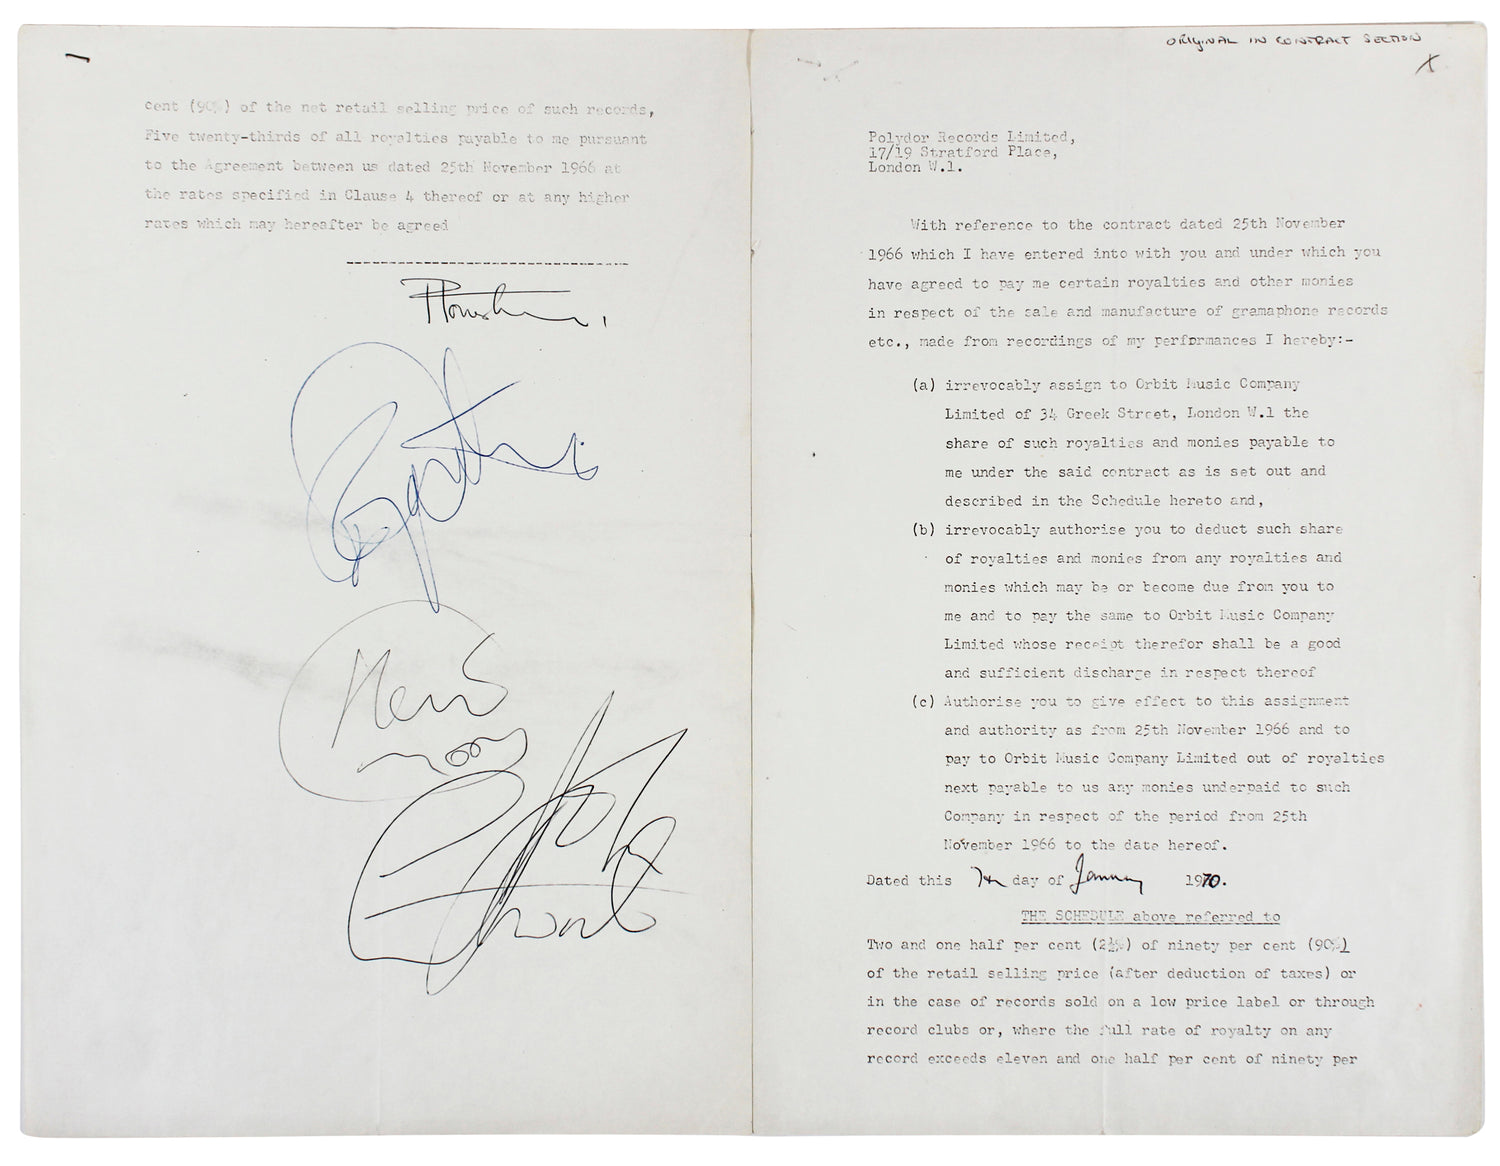 cent (90%) of the net retail selling price of such records,
Five twenty-thirds of all royalties payable to me pursuant
to the Agreement between us dated 25th November 1966 at
the rates specified in Clause 4 thereof or at any higher
rates which may hereafter be agreed
Keith
Moon
ORIGINAL IN CONTRACT SECTION
X
Polydor Records Limited,
17/19 Stratford Place,
London W.1.
With reference to the contract dated 25th November
1966 which I have entered into with you and under which you
have agreed to pay me certain royalties and other monies
in respect of the sale and manufacture of gramaphone records
etc., made from recordings of my performances I hereby:-
(a) irrevocably assign to Orbit Music Company
Limited of 34 Greek Street, London W.1 the
share of such royalties and monies payable to
me under the said contract as is set out and
described in the Schedule hereto and,
(b) irrevocably authorise you to deduct such share
of royalties and monies from any royalties and
monies which may be or become due from you to
me and to pay the same to Orbit Music Company
Limited whose receipt therefor shall be a good
and sufficient discharge in respect thereof
(c) Authorise you to give effect to this assignment
and authority as from 25th November 1966 and to
pay to Orbit Music Company Limited out of royalties
next payable to us any monies underpaid to such
Company in respect of the period from 25th
November 1966 to the date hereof.
Dated this 7th day of January 1970.
THE SCHEDULE above referred to
Two and one half per cent (2½%) of ninety per cent (90%)
of the retail selling price (after deduction of taxes) or
in the case of records sold on a low price label or through
record clubs or, where the full rate of royalty on any
record exceeds eleven and one half per cent of ninety per